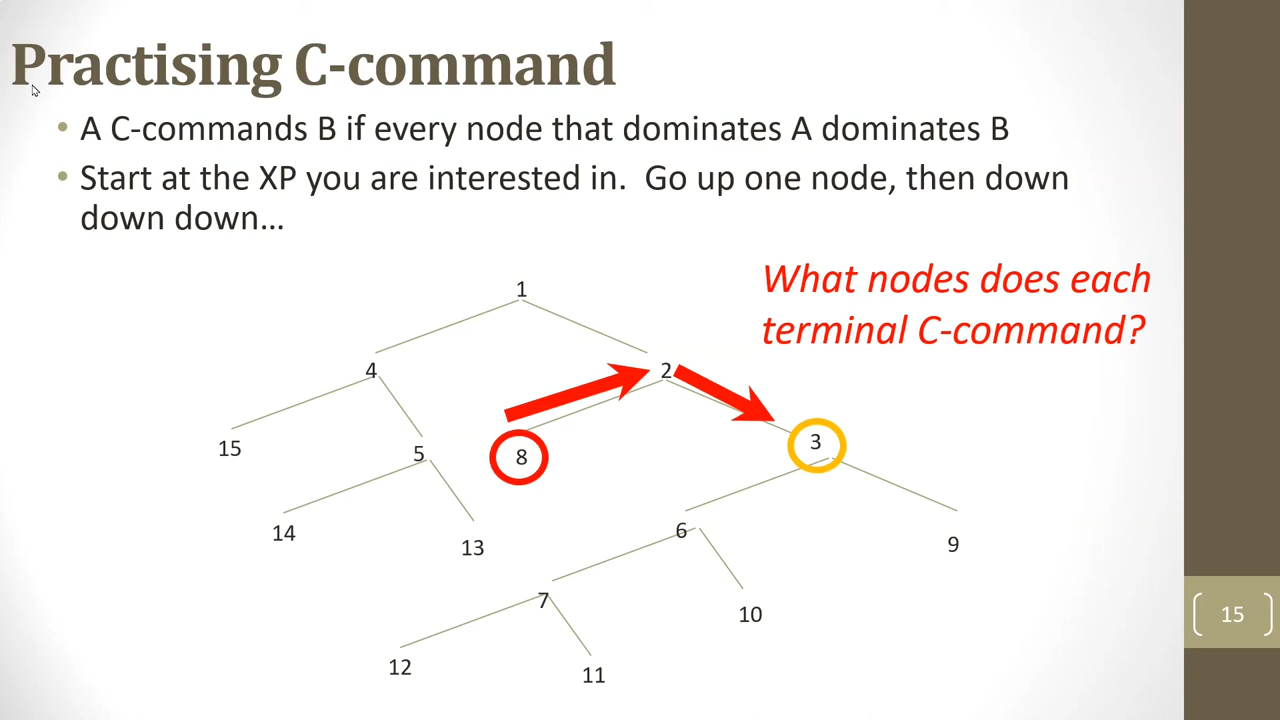 Practising C-command
• A C-commands B if every node that dominates A dominates B
• Start at the XP you are interested in.  Go up one node, then down
down down…
What nodes does each
terminal C-command?
1
4
2
15
5
8
3
14
13
6
9
7
10
12
11
15